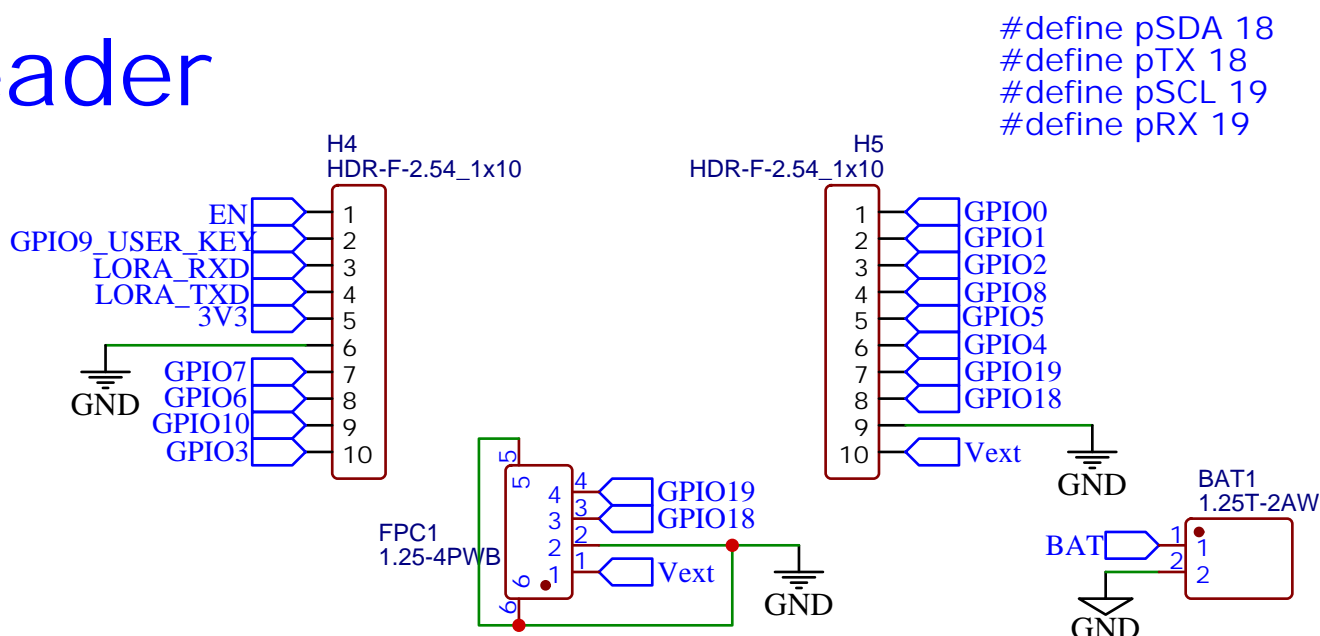 ader
#define pSDA 18
#define pTX 18
#define pSCL 19
#define pRX 19
H4
HDR-F-2.54_1x10
EN 1
GPIO9_USER_KEY 2
LORA_RXD 3
LORA_TXD 4
3V3 5
6
GND
GPIO7 7
GPIO6 8
GPIO10 9
GPIO3 10
H5
HDR-F-2.54_1x10
1 GPIO0
2 GPIO1
3 GPIO2
4 GPIO8
5 GPIO5
6 GPIO4
7 GPIO19
8 GPIO18
9
GND
10 Vext
FPC1
1.25-4PWB
5
5
4 4 GPIO19
3 3 GPIO18
2 2
1 1 Vext
6
6
GND
BAT1
1.25T-2AW
BAT 1 1
2 2
GND